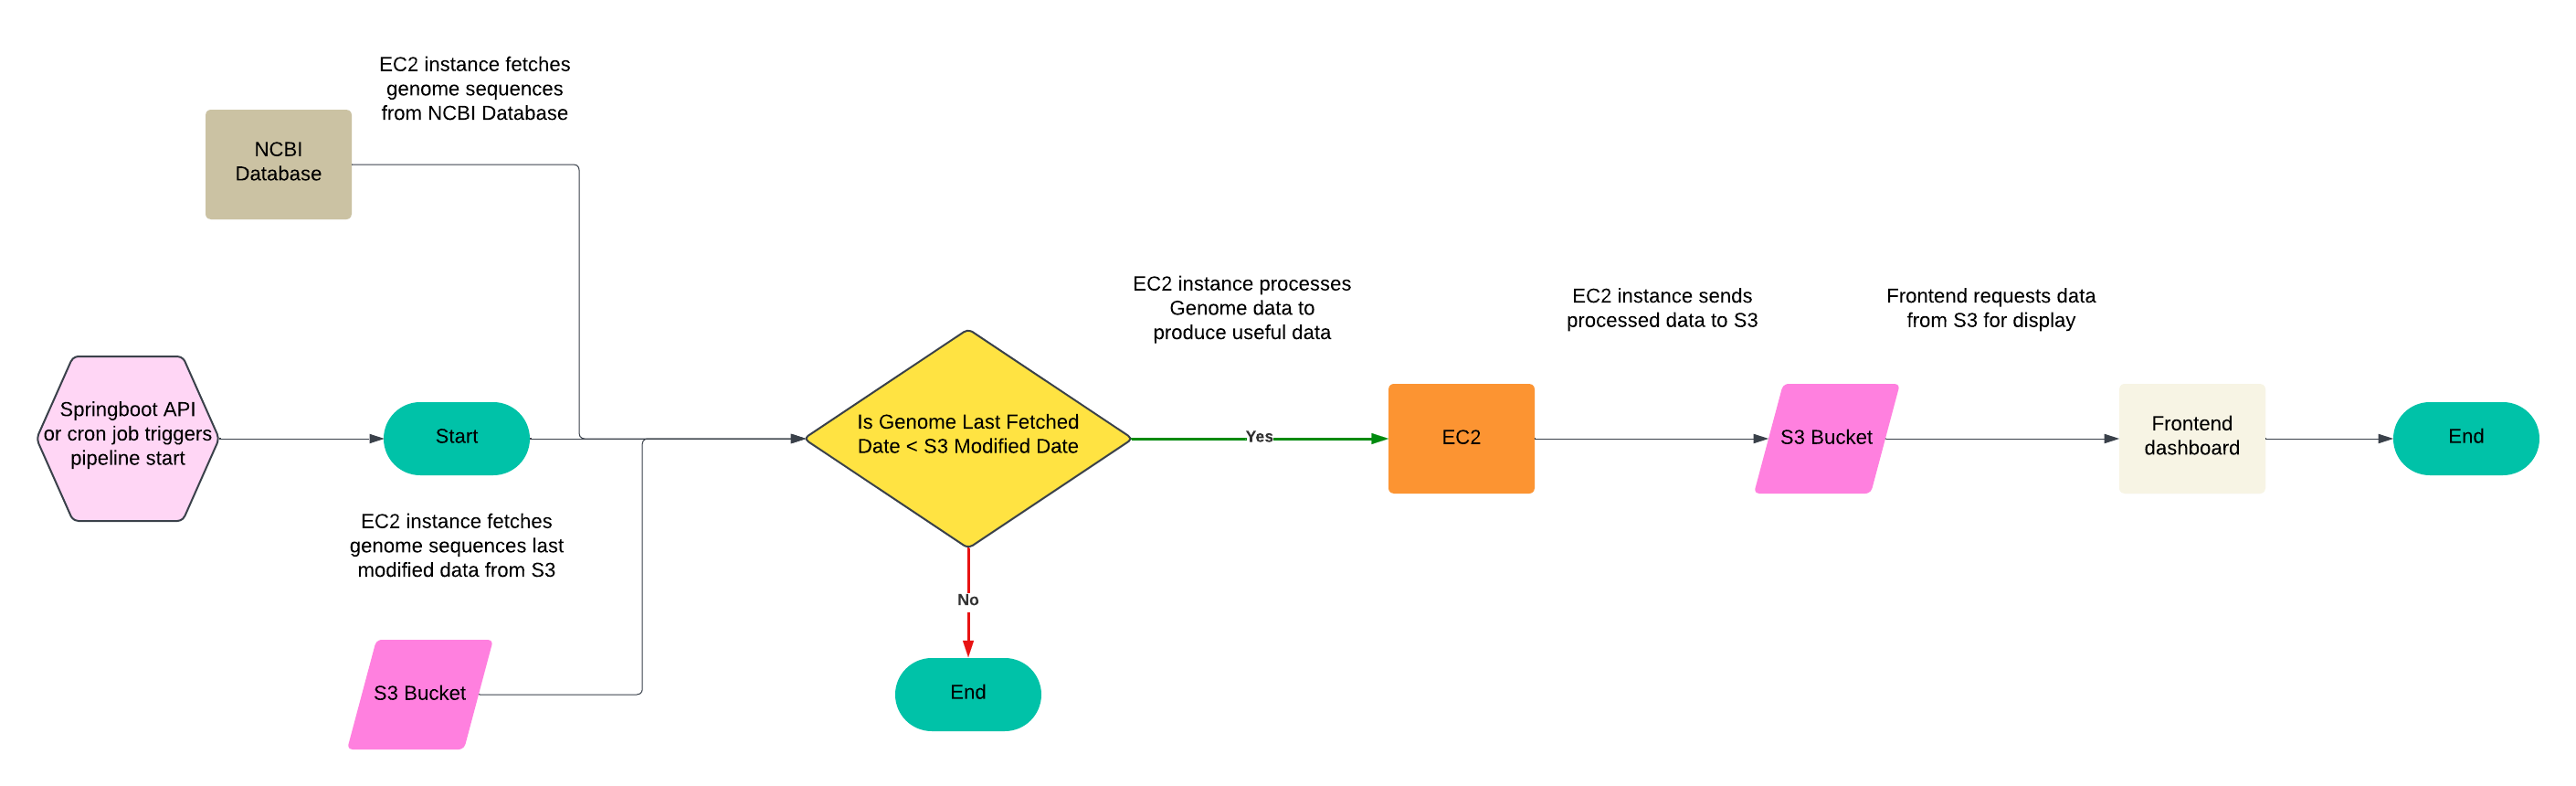 EC2 instance fetches
genome sequences
from NCBI Database
NCBI
Database
Springboot API
or cron job triggers
pipeline start
Start
EC2 instance fetches
genome sequences last
modified data from S3
S3 Bucket
Is Genome Last Fetched
Date < S3 Modified Date
No
End
EC2 instance processes
Genome data to
produce useful data
Yes
EC2
EC2 instance sends
processed data to S3
S3 Bucket
Frontend requests data
from S3 for display
Frontend
dashboard
End